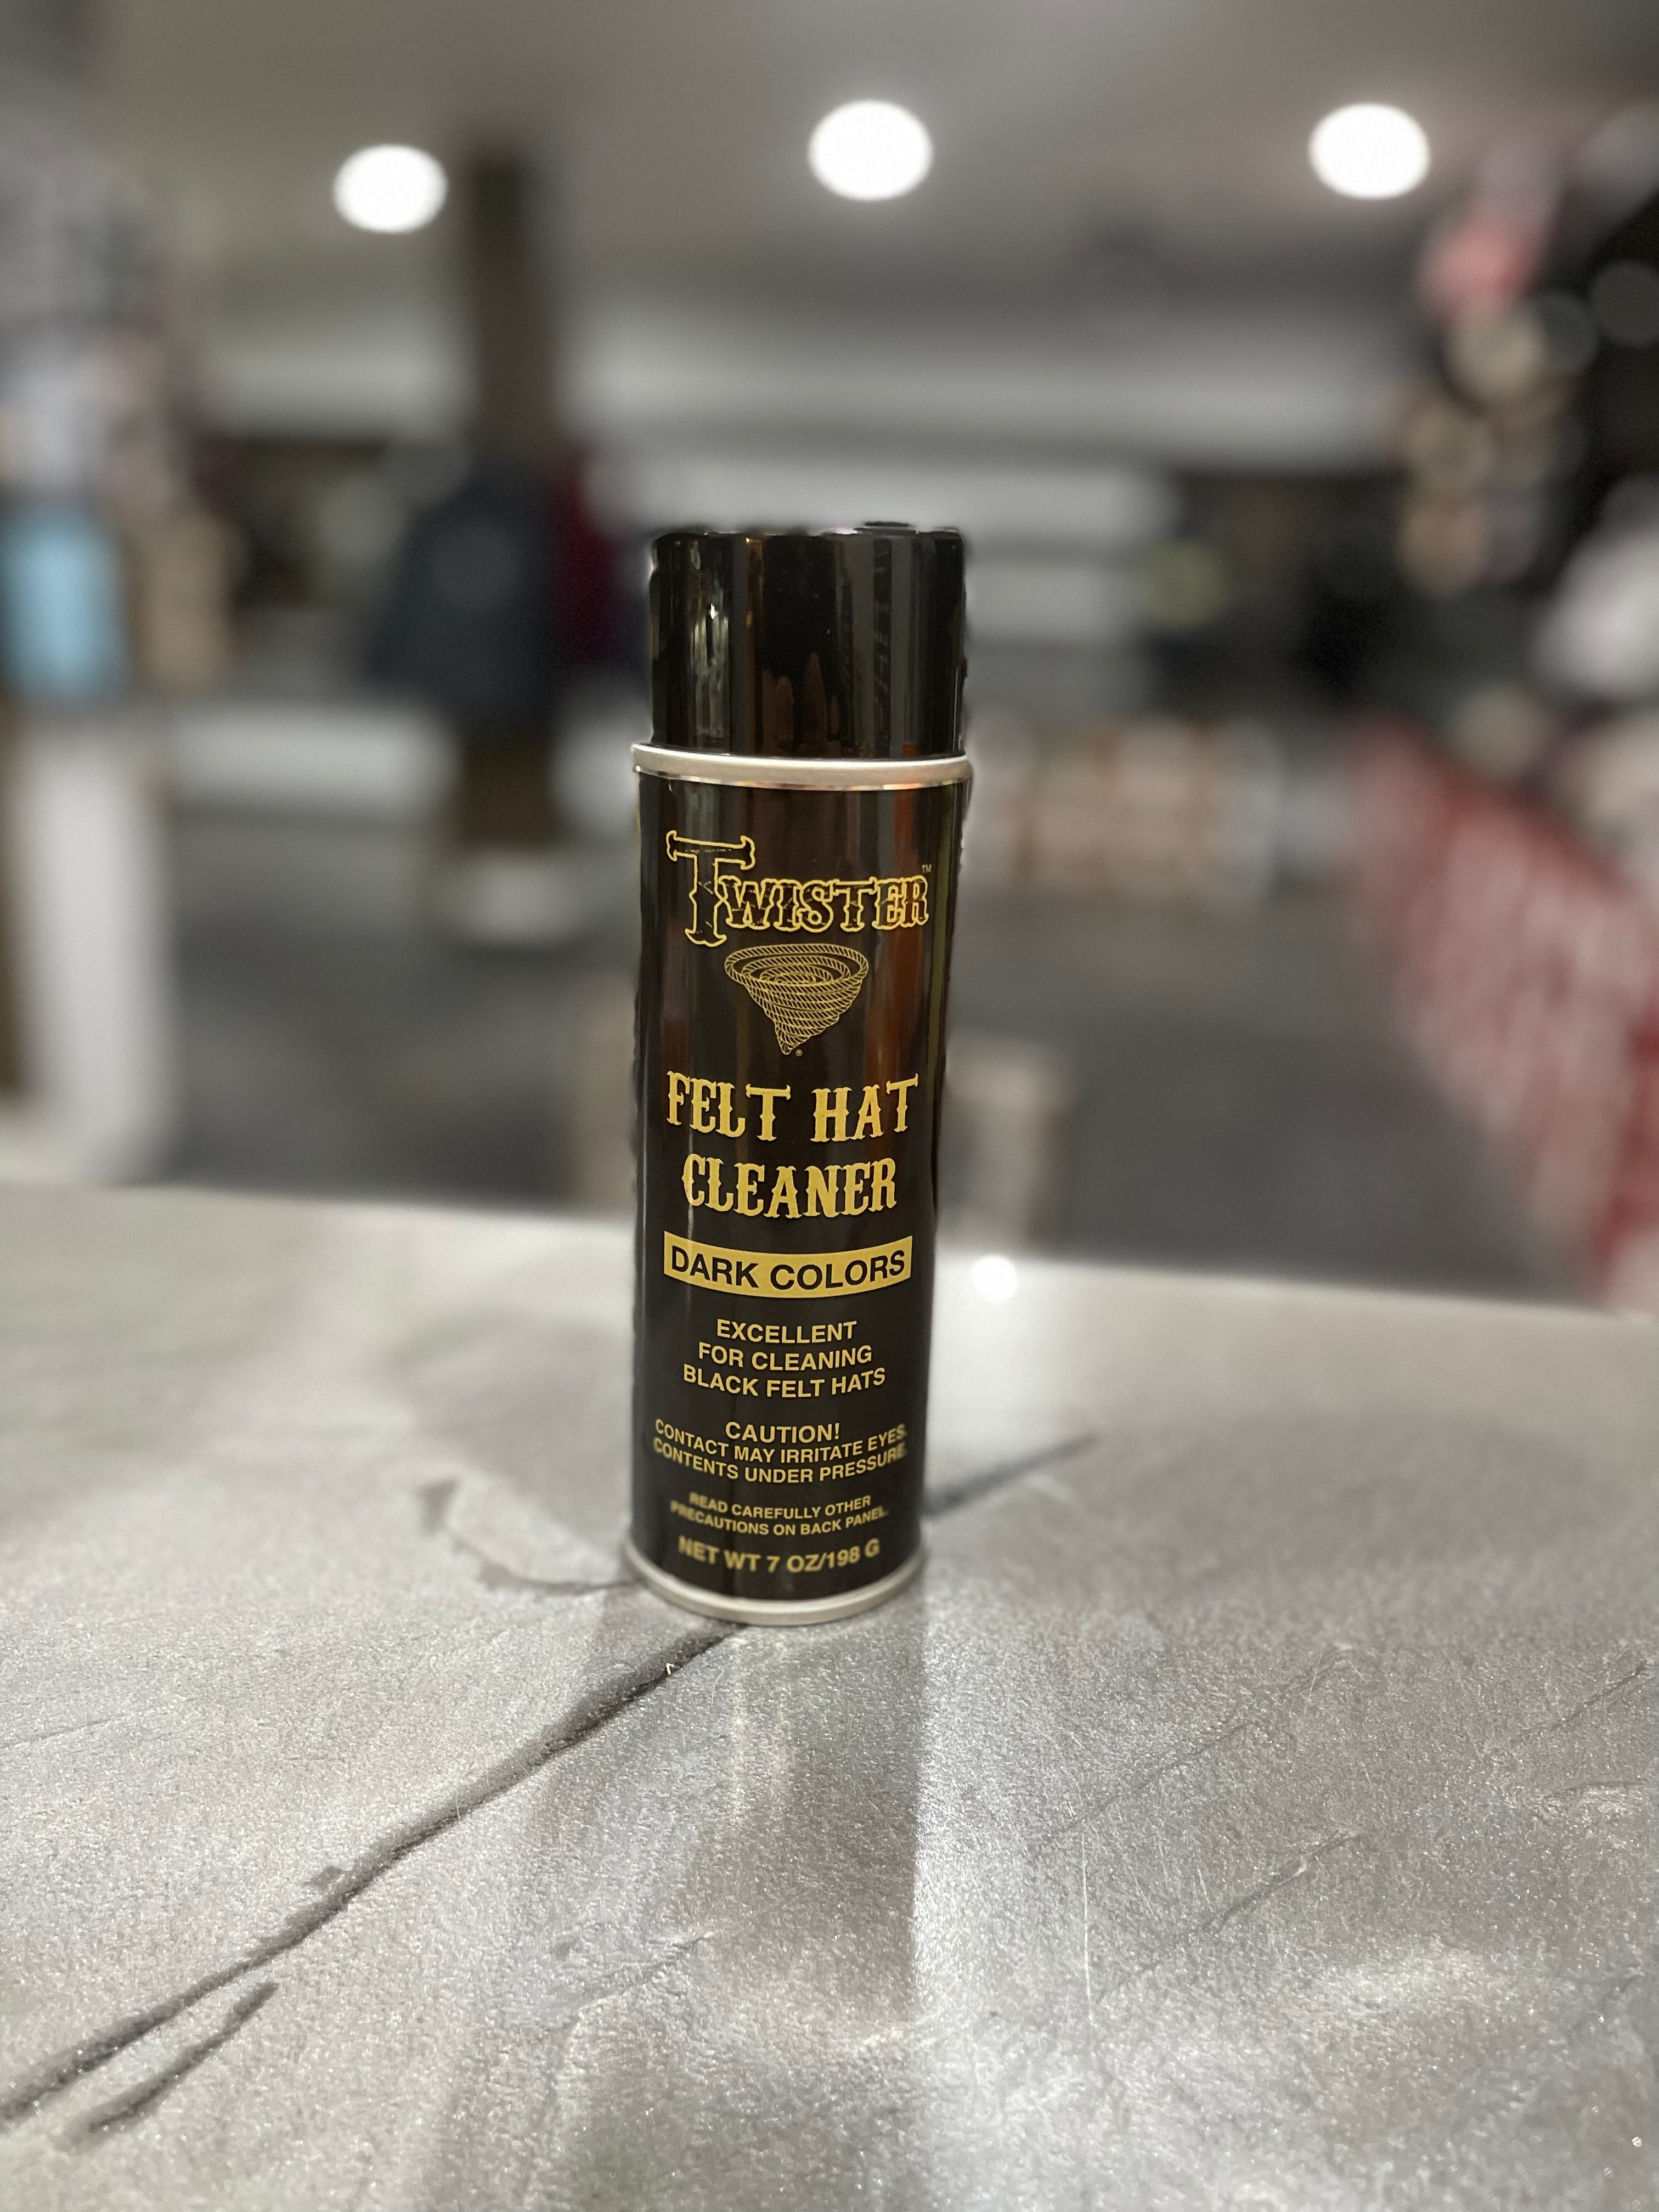 TWISTER™
®
FELT HAT
CLEANER
DARK COLORS
EXCELLENT
FOR CLEANING
BLACK FELT HATS
CAUTION!
CONTACT MAY IRRITATE EYES.
CONTENTS UNDER PRESSURE.
READ CAREFULLY OTHER
PRECAUTIONS ON BACK PANEL.
NET WT 7 OZ/198 G